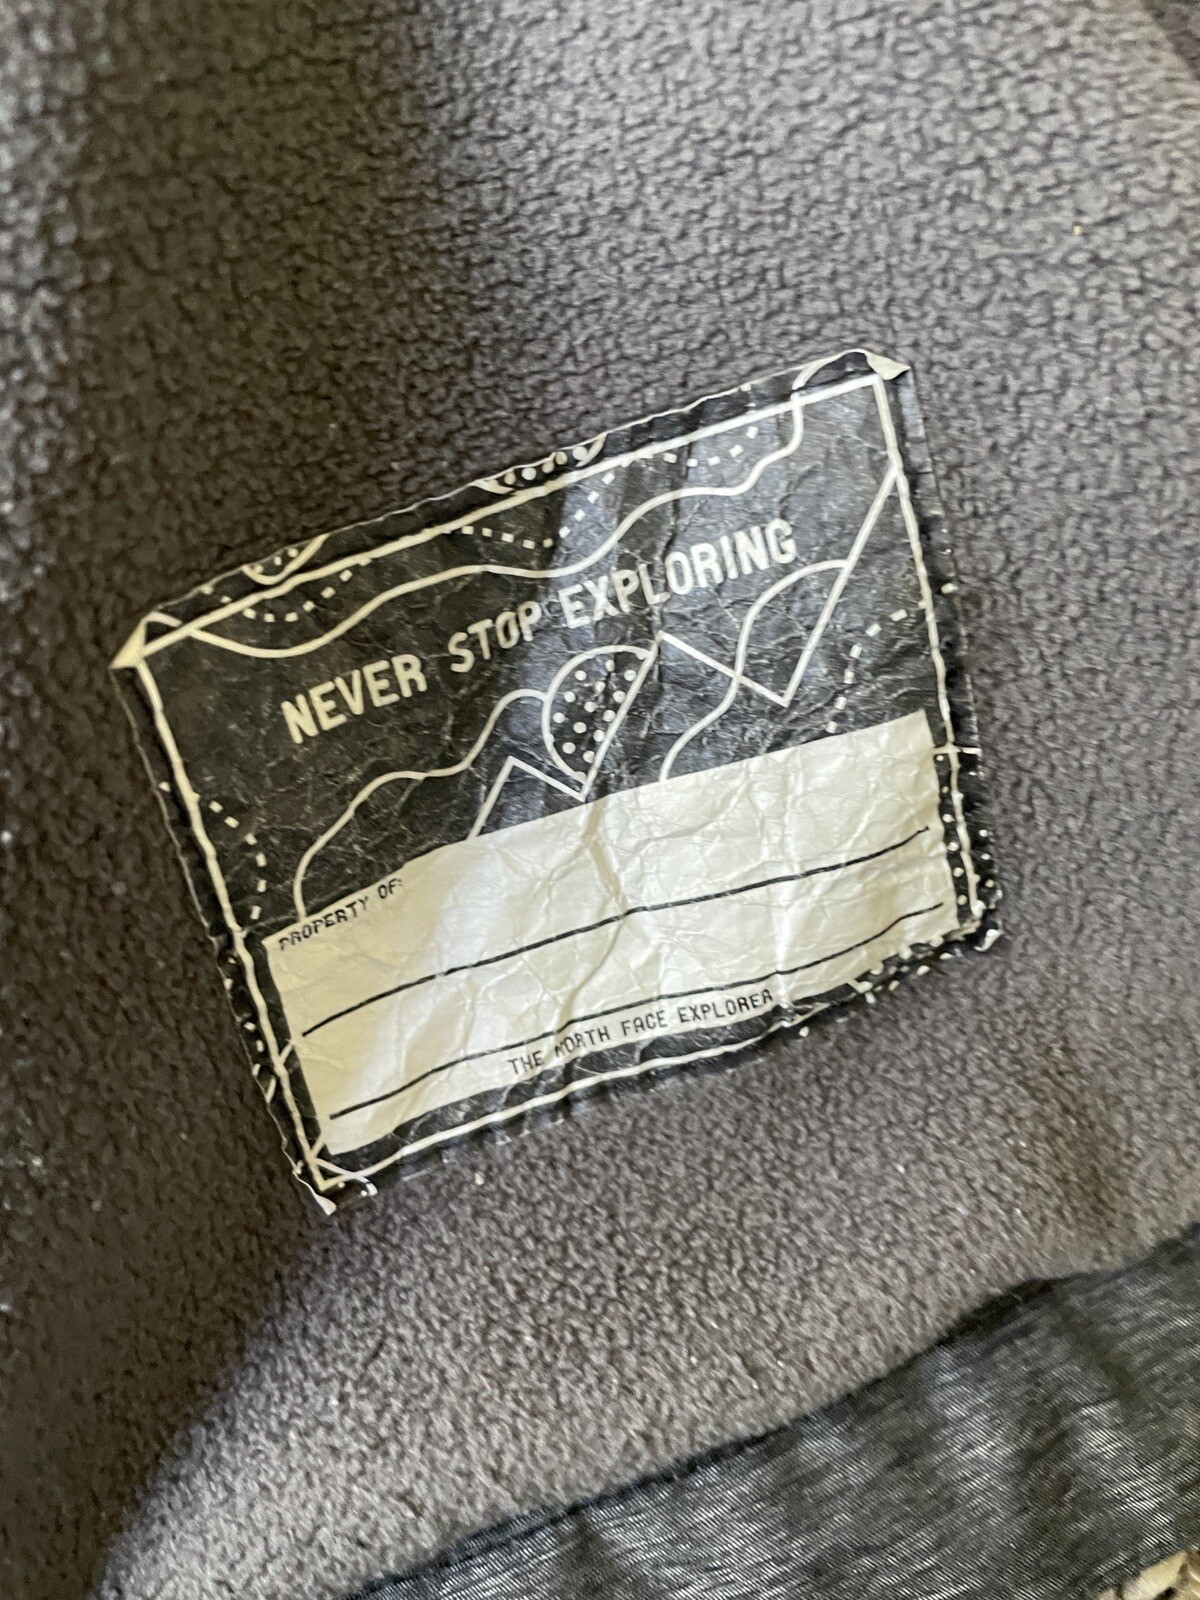 NEVER STOP EXPLORING
PROPERTY OF:
THE NORTH FACE EXPLORER